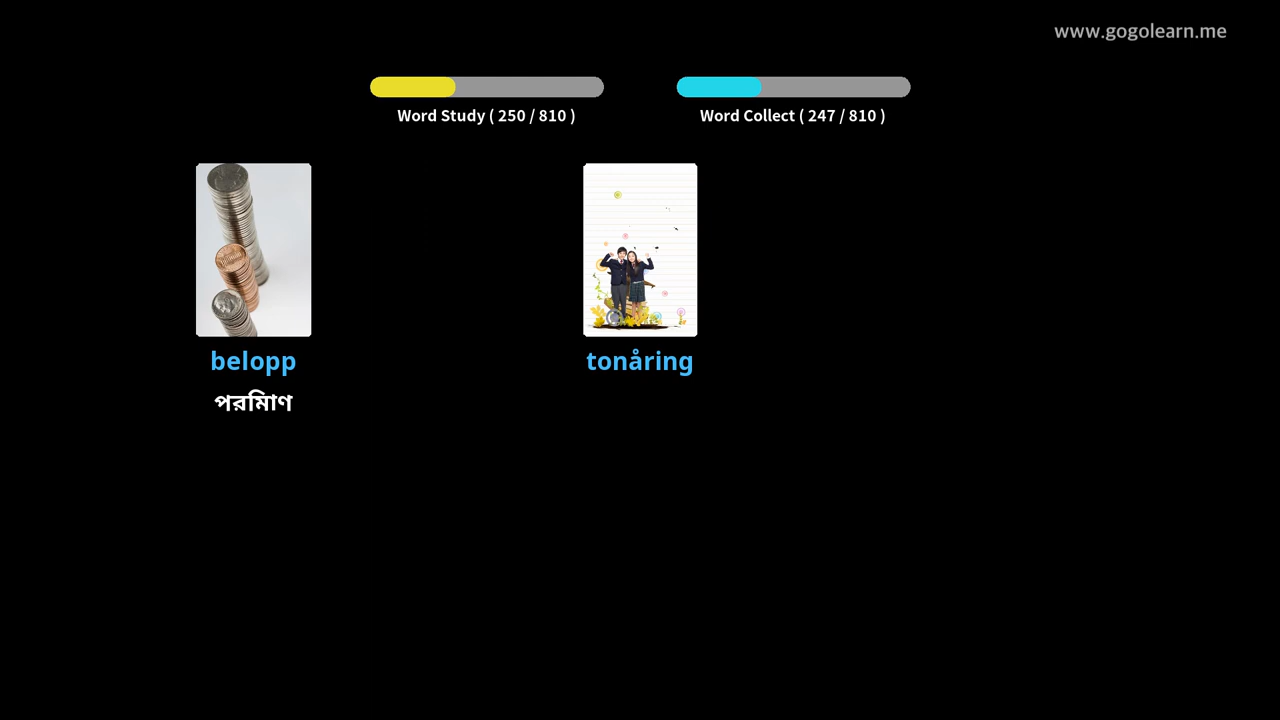 www.gogolearn.me
Word Study ( 250 / 810 )
Word Collect ( 247 / 810 )
belopp
tonåring
পরিমাণ